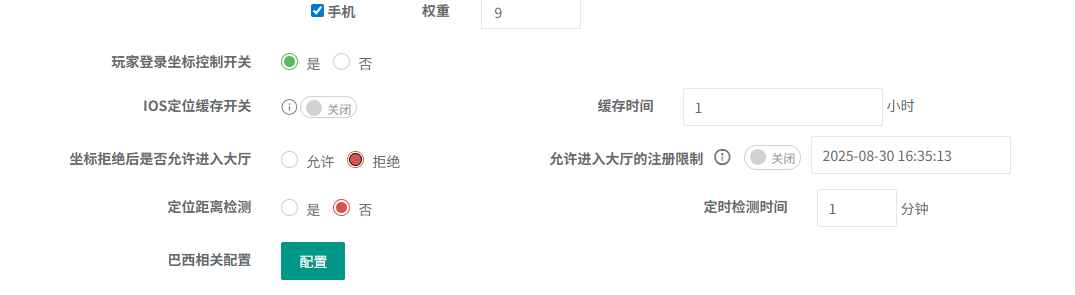 手机 权重 9
玩家登录坐标控制开关 是 否
IOS定位缓存开关 关闭 缓存时间 1 小时
坐标拒绝后是否允许进入大厅 允许 拒绝 允许进入大厅的注册限制 关闭 2025-08-30 16:35:13
定位距离检测 是 否 定时检测时间 1 分钟
巴西相关配置 配置